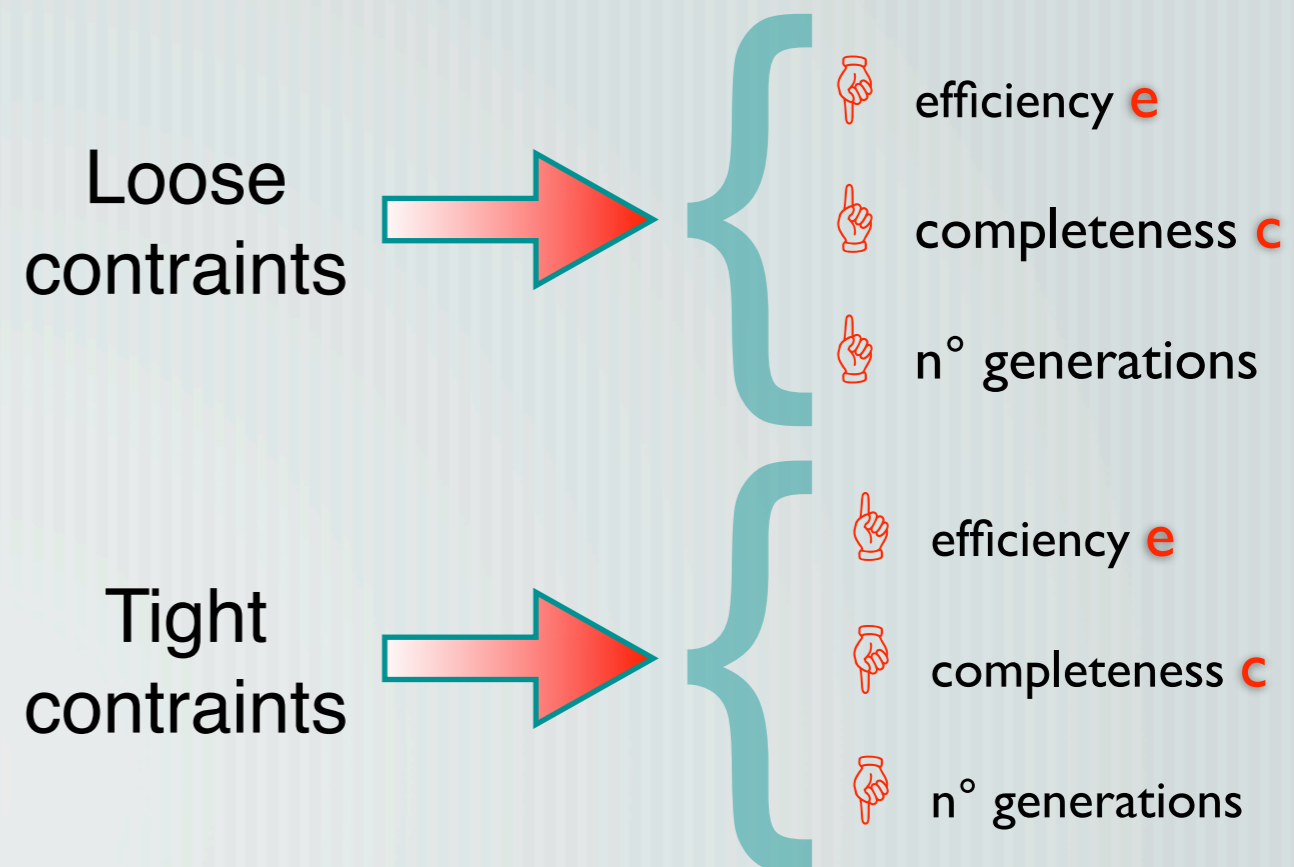 Loose
contraints
efficiency e
completeness c
n° generations
Tight
contraints
efficiency e
completeness c
n° generations